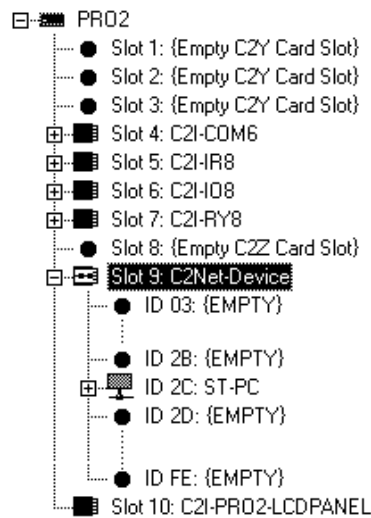 PRO2
Slot 1: {Empty C2Y Card Slot}
Slot 2: {Empty C2Y Card Slot}
Slot 3: {Empty C2Y Card Slot}
Slot 4: C2I-COM6
Slot 5: C2I-IR8
Slot 6: C2I-IO8
Slot 7: C2I-RY8
Slot 8: {Empty C2Z Card Slot}
Slot 9: C2Net-Device
ID 03: {EMPTY}
ID 2B: {EMPTY}
ID 2C: ST-PC
ID 2D: {EMPTY}
ID FE: {EMPTY}
Slot 10: C2I-PRO2-LCDPANEL